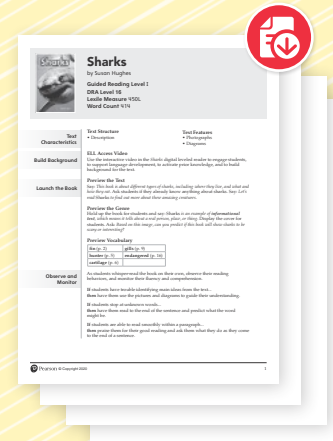 Sharks
Sharks
by Susan Hughes
Guided Reading Level I
DRA Level 16
Lexile Measure 450L
Word Count 414
Text
Characteristics
Text Structure
• Description
Text Features
• Photographs
• Diagrams
Build Background
ELL Access Video
Use the interactive video in the Sharks digital leveled reader to engage students,
to support language development, to activate prior knowledge, and to build
background for the text.
Launch the Book
Preview the Text
Say: This book is about different types of sharks, including where they live, and what and
how they eat. Ask students if they already know anything about sharks. Say: Let's
read Sharks to find out more about these amazing creatures.
Preview the Genre
Hold up the book for students and say: Sharks is an example of informational
text, which means it tells about a real person, place, or thing. Display the cover for
students. Ask: Based on this image, can you predict if this book will show sharks to be
scary or interesting?
Preview Vocabulary
fin (p. 2) gills (p. 9)
hunter (p. 5) endangered (p. 16)
cartilage (p. 6)
Observe and
Monitor
As students whisper-read the book on their own, observe their reading
behaviors, and monitor their fluency and comprehension.
If students have trouble identifying main ideas from the text...
then have them use the pictures and diagrams to guide their understanding.
If students stop at unknown words...
then have them read to the end of the sentence and predict what the word
might be.
If students are able to read smoothly within a paragraph...
then praise them for their good reading and ask them what they do as they come
to the end of a sentence.
Pearson © Copyright 2020
1